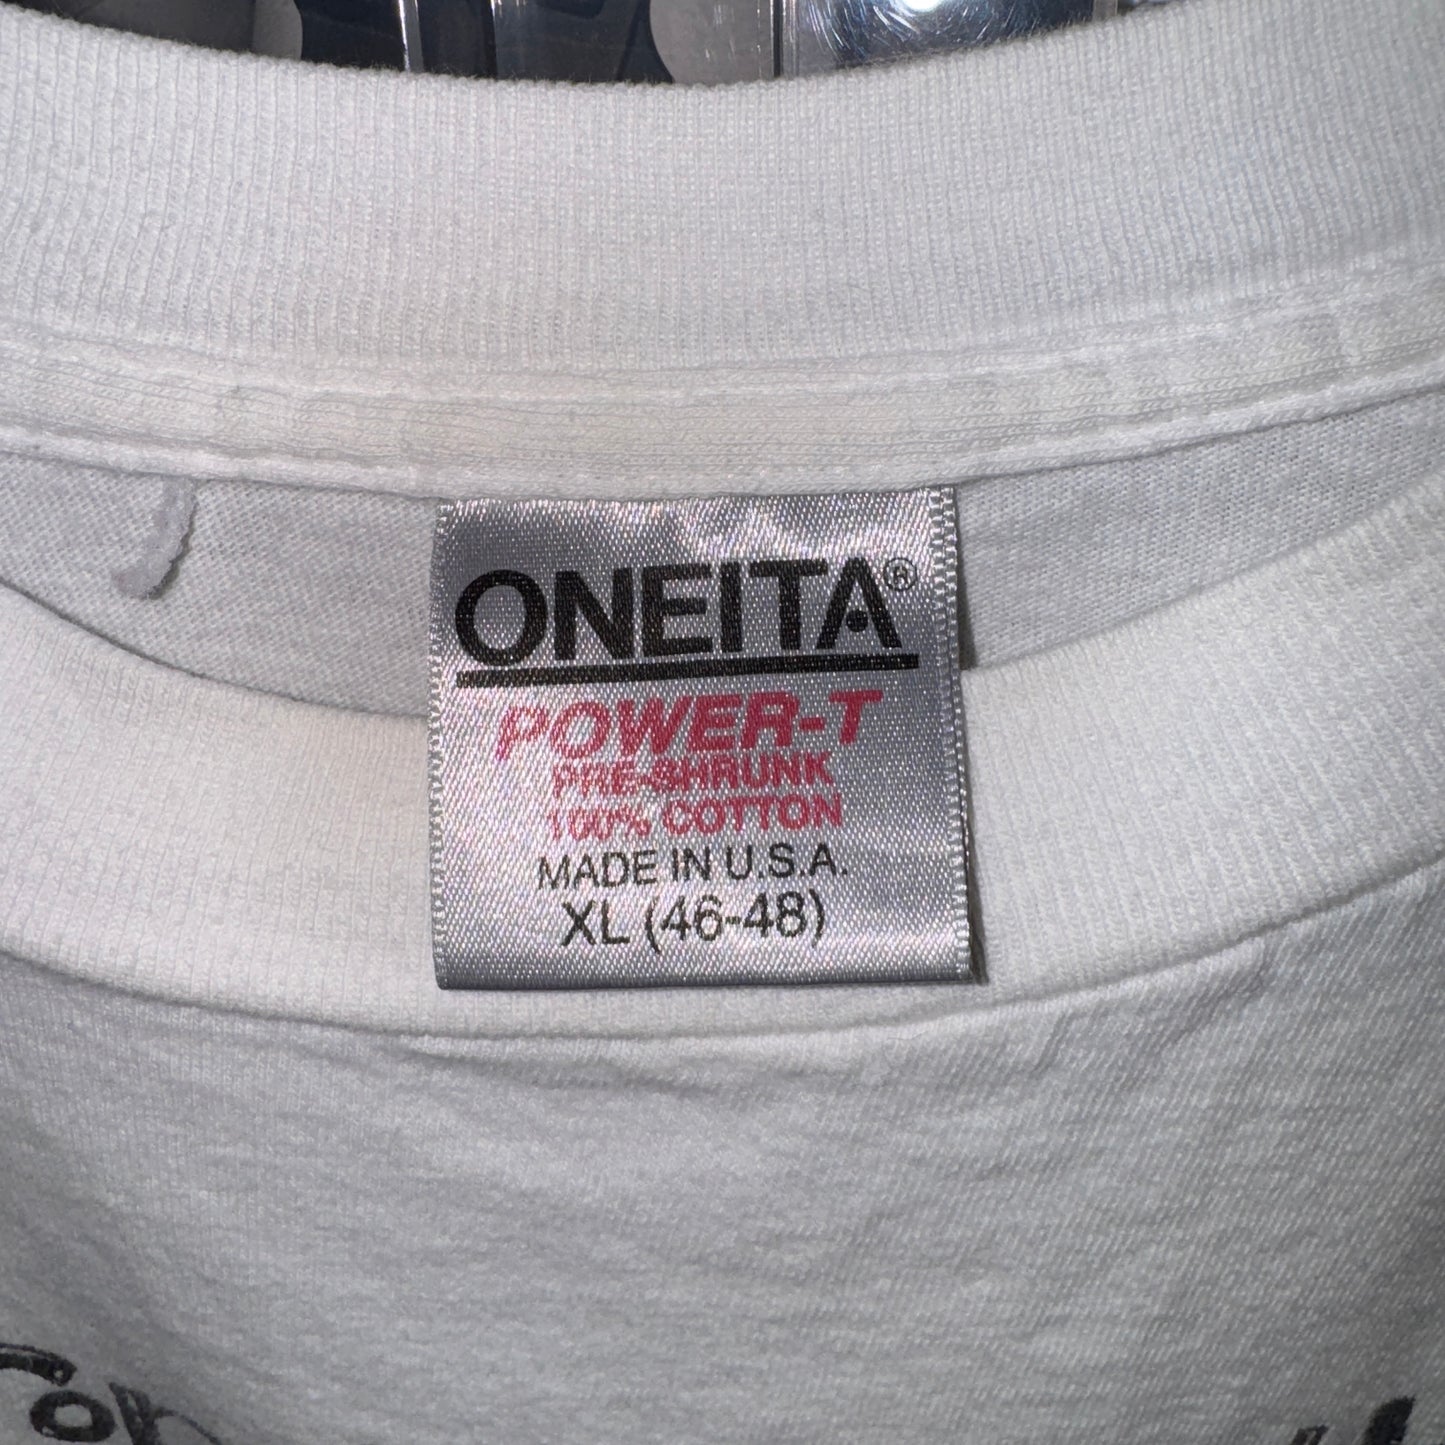 ONEITA®
POWER-T
PRE-SHRUNK
100% COTTON
MADE IN U.S.A.
XL (46-48)